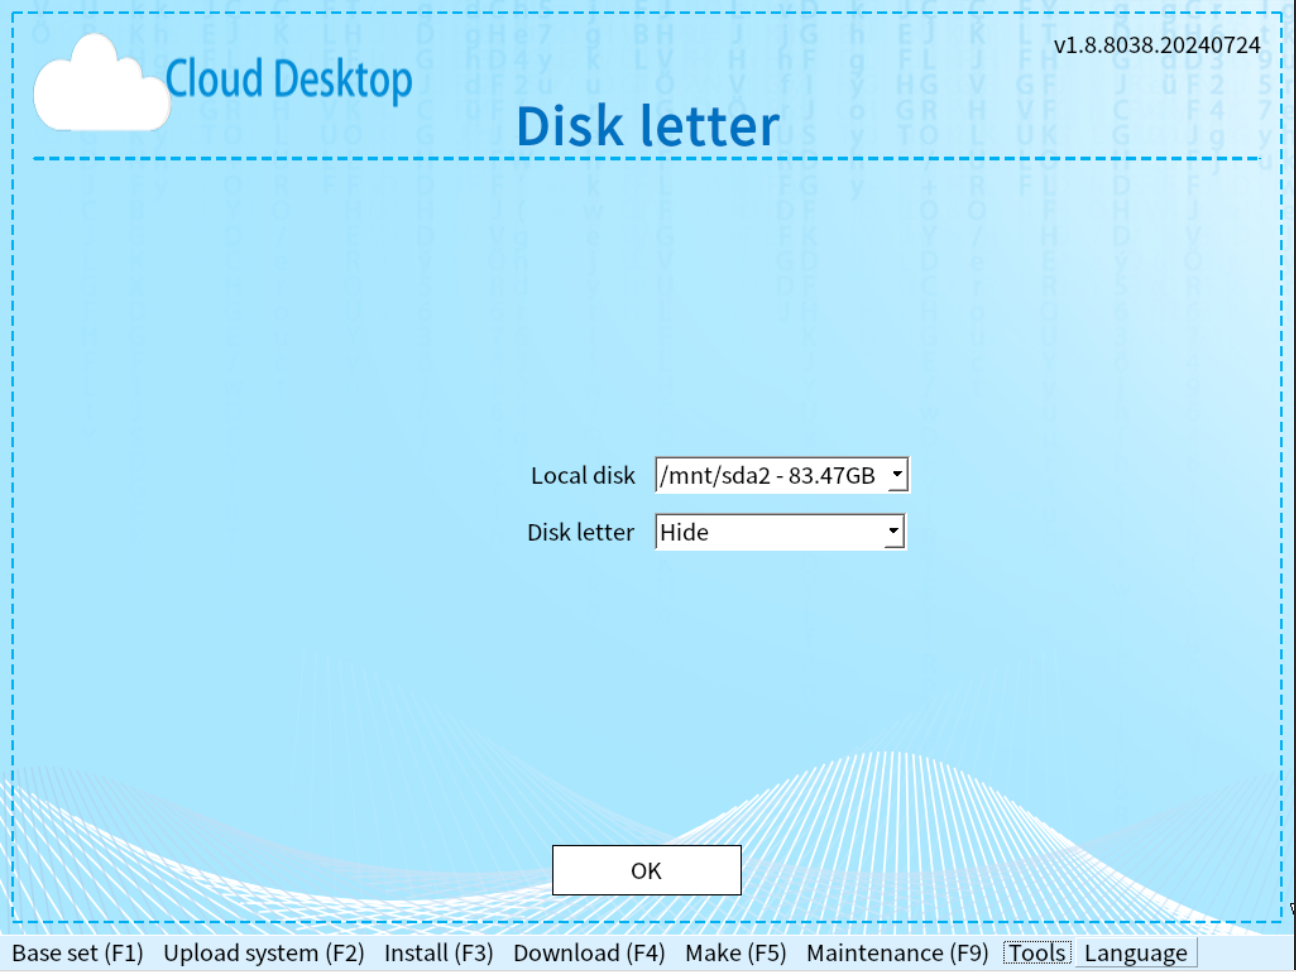 v1.8.8038.20240724
Cloud Desktop
Disk letter
Local disk /mnt/sda2 - 83.47GB
Disk letter Hide
OK
Base set (F1) Upload system (F2) Install (F3) Download (F4) Make (F5) Maintenance (F9) Tools Language